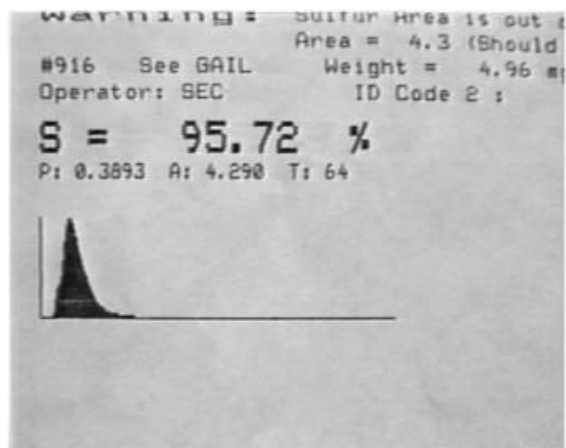 Warning: Sulfur Area is out
Area = 4.3 (Should
#916 See GAIL Weight = 4.96
Operator: SEC ID Code 2 :
S = 95.72 %
P: 0.3893 A: 4.290 T: 64